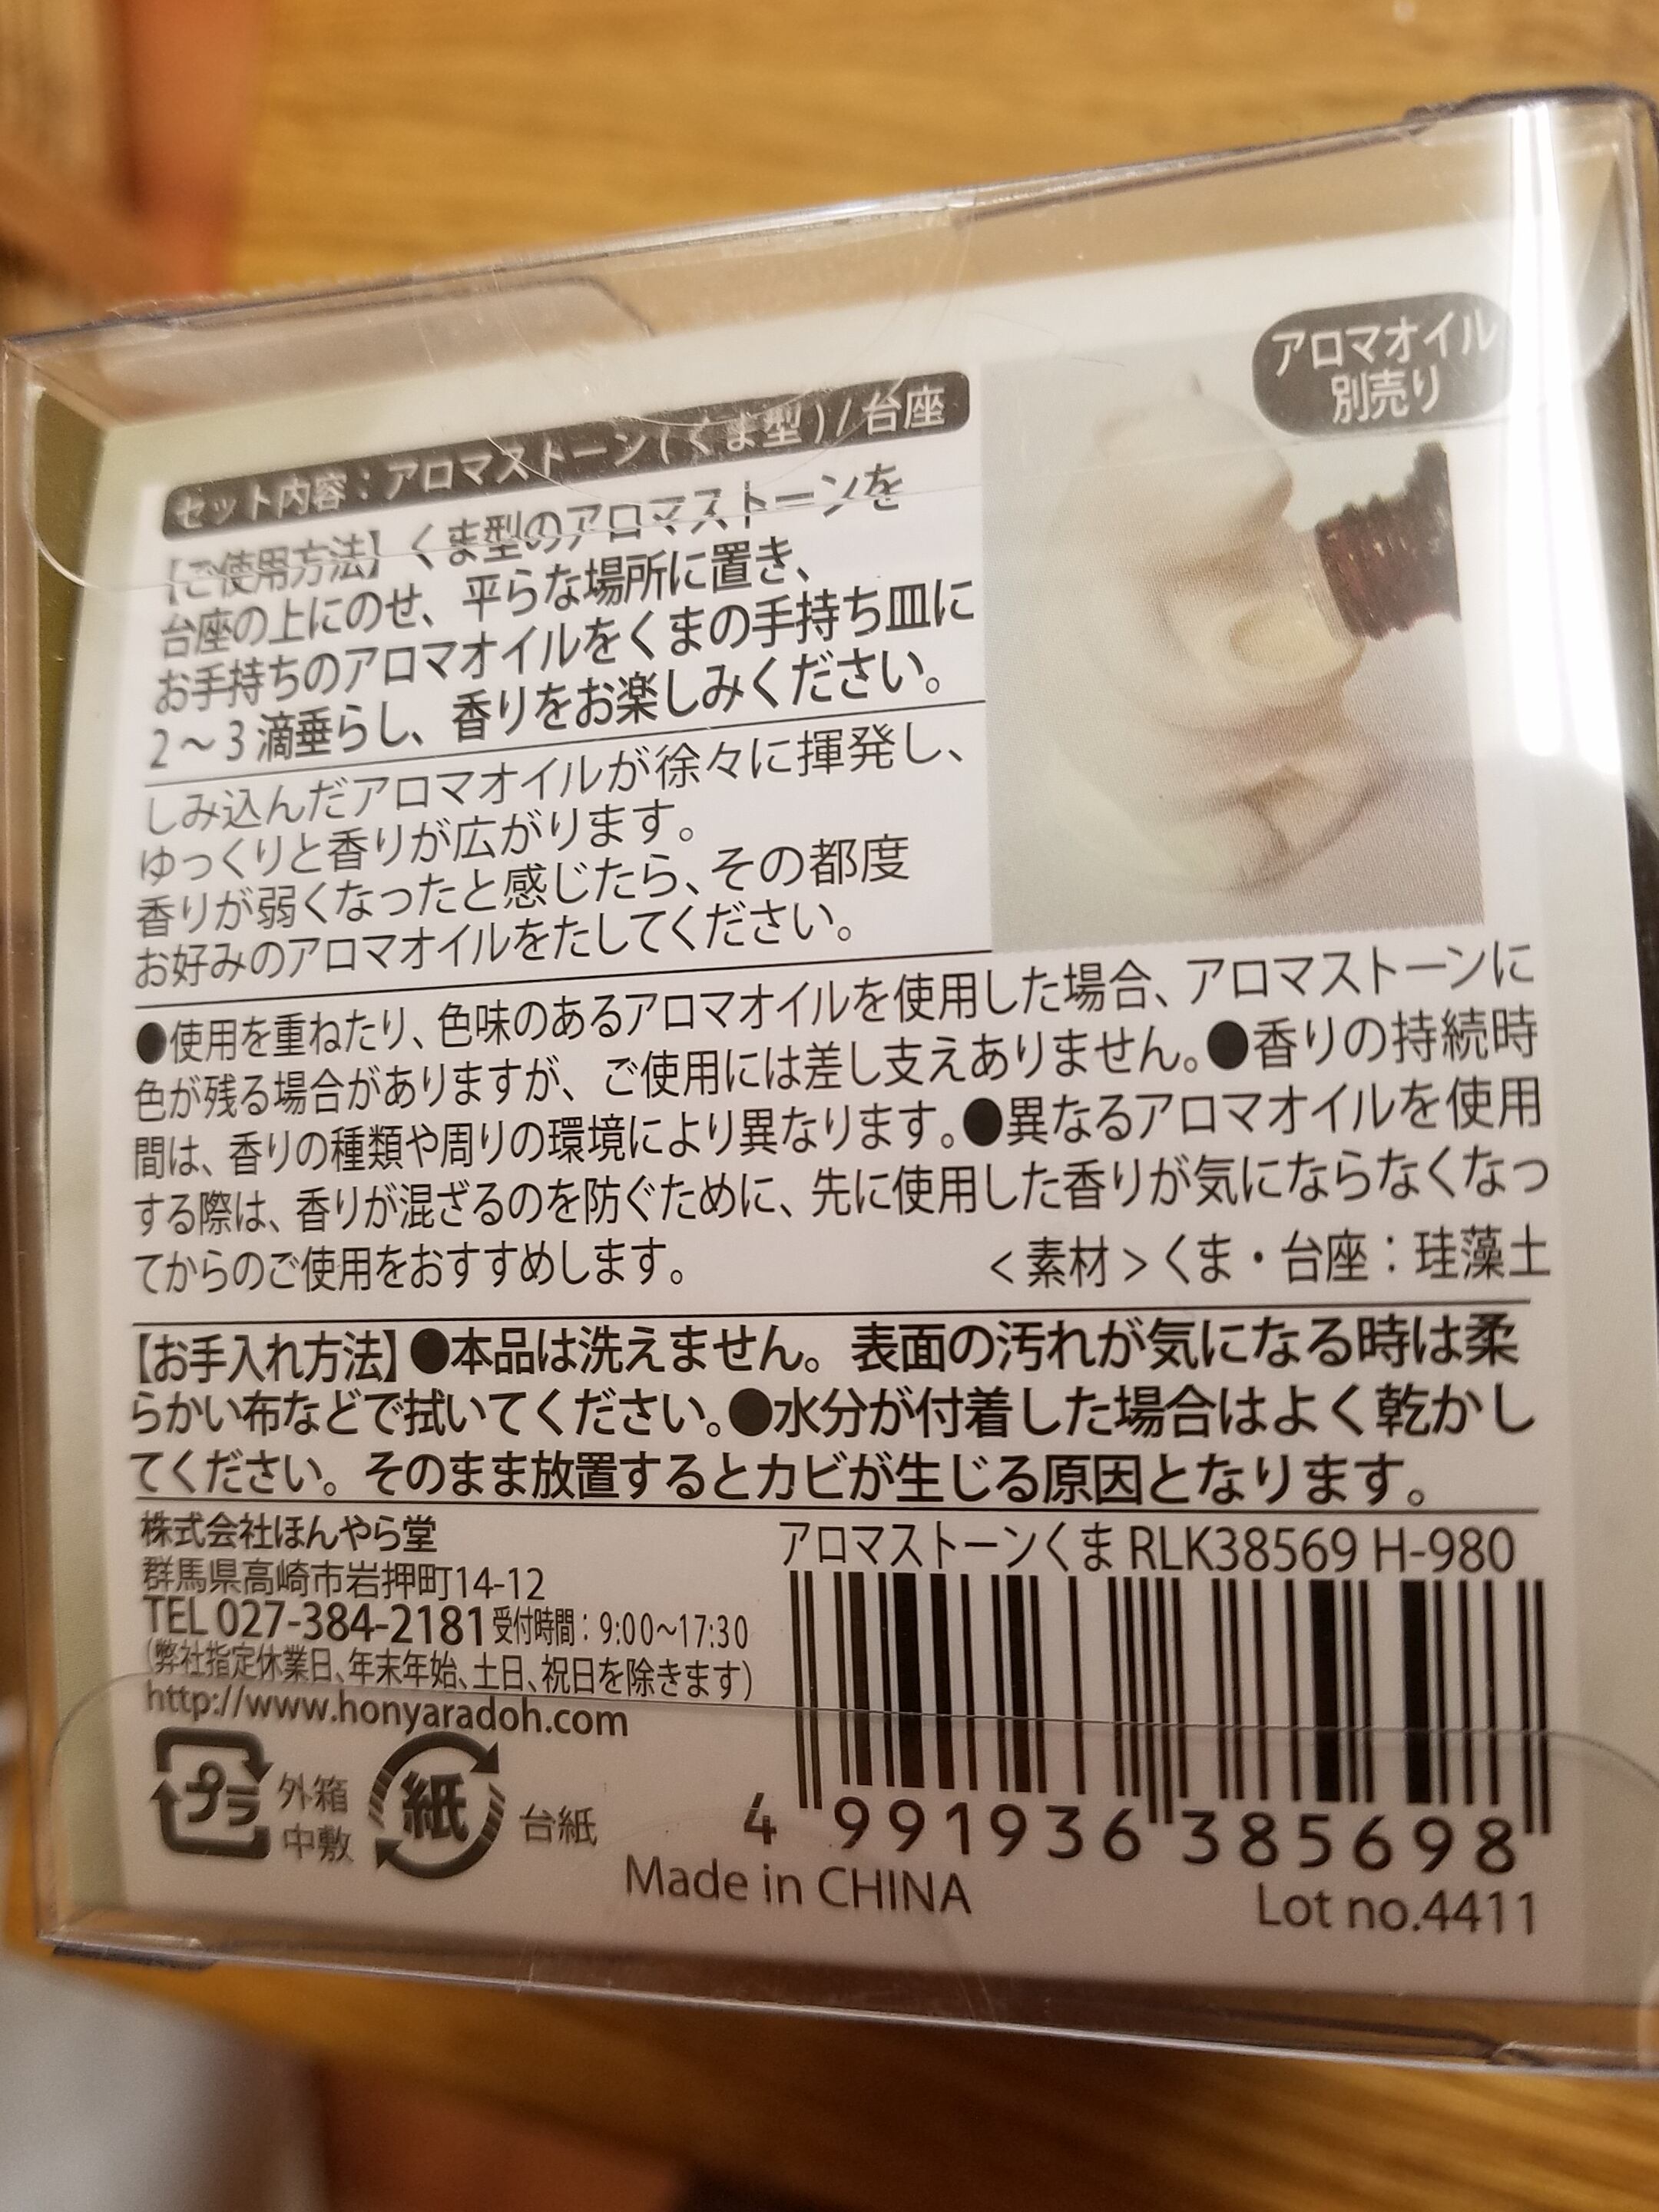 アロマオイル
別売り
セット内容：アロマストーン(くま型)/台座
【ご使用方法】くま型のアロマストーンを
台座の上にのせ、平らな場所に置き、
お手持ちのアロマオイルをくまの手持ち皿に
2～3滴垂らし、香りをお楽しみください。
しみ込んだアロマオイルが徐々に揮発し、
ゆっくりと香りが広がります。
香りが弱くなったと感じたら、その都度
お好みのアロマオイルをたしてください。
●使用を重ねたり、色味のあるアロマオイルを使用した場合、アロマストーンに
色が残る場合がありますが、ご使用には差し支えありません。●香りの持続時
間は、香りの種類や周りの環境により異なります。●異なるアロマオイルを使用
する際は、香りが混ざるのを防ぐために、先に使用した香りが気にならなくなっ
てからのご使用をおすすめします。 <素材>くま・台座：珪藻土
【お手入れ方法】●本品は洗えません。表面の汚れが気になる時は柔
らかい布などで拭いてください。●水分が付着した場合はよく乾かし
てください。そのまま放置するとカビが生じる原因となります。
株式会社ほんやら堂
群馬県高崎市岩押町14-12
TEL 027-384-2181 受付時間：9:00～17:30
(弊社指定休業日、年末年始、土日、祝日を除きます)
http://www.honyaradoh.com
アロマストーンくま RLK38569 H-980
4 991936 385698
プラ 外箱
中敷
紙 台紙
Made in CHINA
Lot no.4411